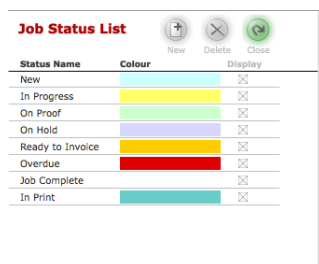 Job Status List
New Delete Close
Status Name Colour Display
New
In Progress
On Proof
On Hold
Ready to Invoice
Overdue
Job Complete
In Print